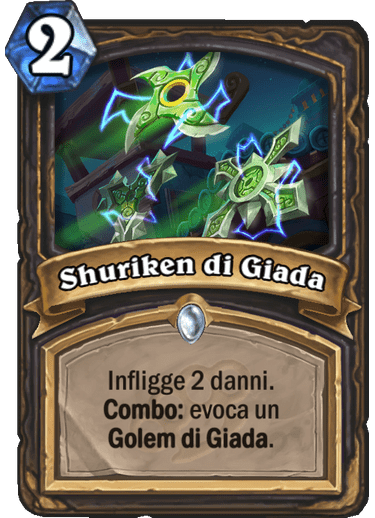 2
Shuriken di Giada
Infligge 2 danni.
Combo: evoca un
Golem di Giada.